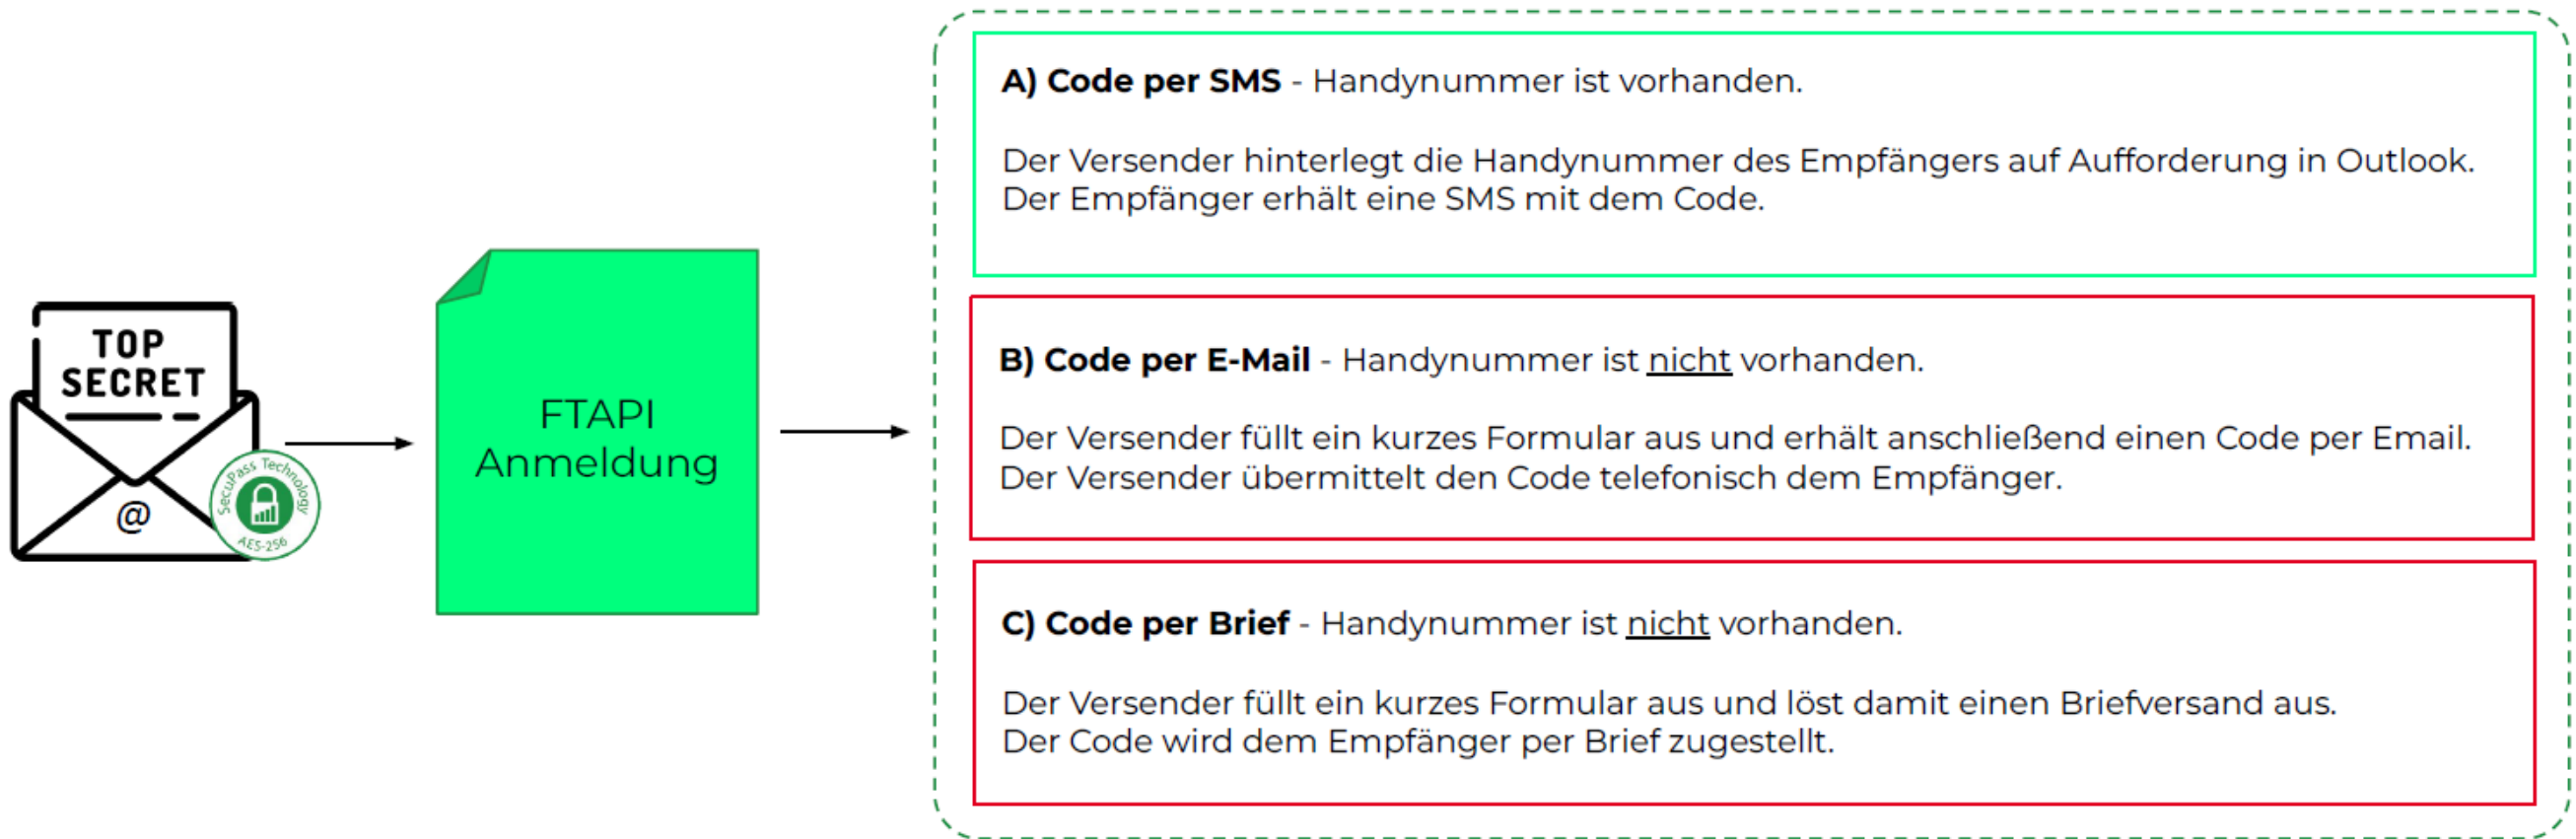 TOP
SECRET
@
SecuPass Technology
AES-256
FTAPI
Anmeldung
A) Code per SMS - Handynummer ist vorhanden.
Der Versender hinterlegt die Handynummer des Empfängers auf Aufforderung in Outlook.
Der Empfänger erhält eine SMS mit dem Code.
B) Code per E-Mail - Handynummer ist nicht vorhanden.
Der Versender füllt ein kurzes Formular aus und erhält anschließend einen Code per Email.
Der Versender übermittelt den Code telefonisch dem Empfänger.
C) Code per Brief - Handynummer ist nicht vorhanden.
Der Versender füllt ein kurzes Formular aus und löst damit einen Briefversand aus.
Der Code wird dem Empfänger per Brief zugestellt.